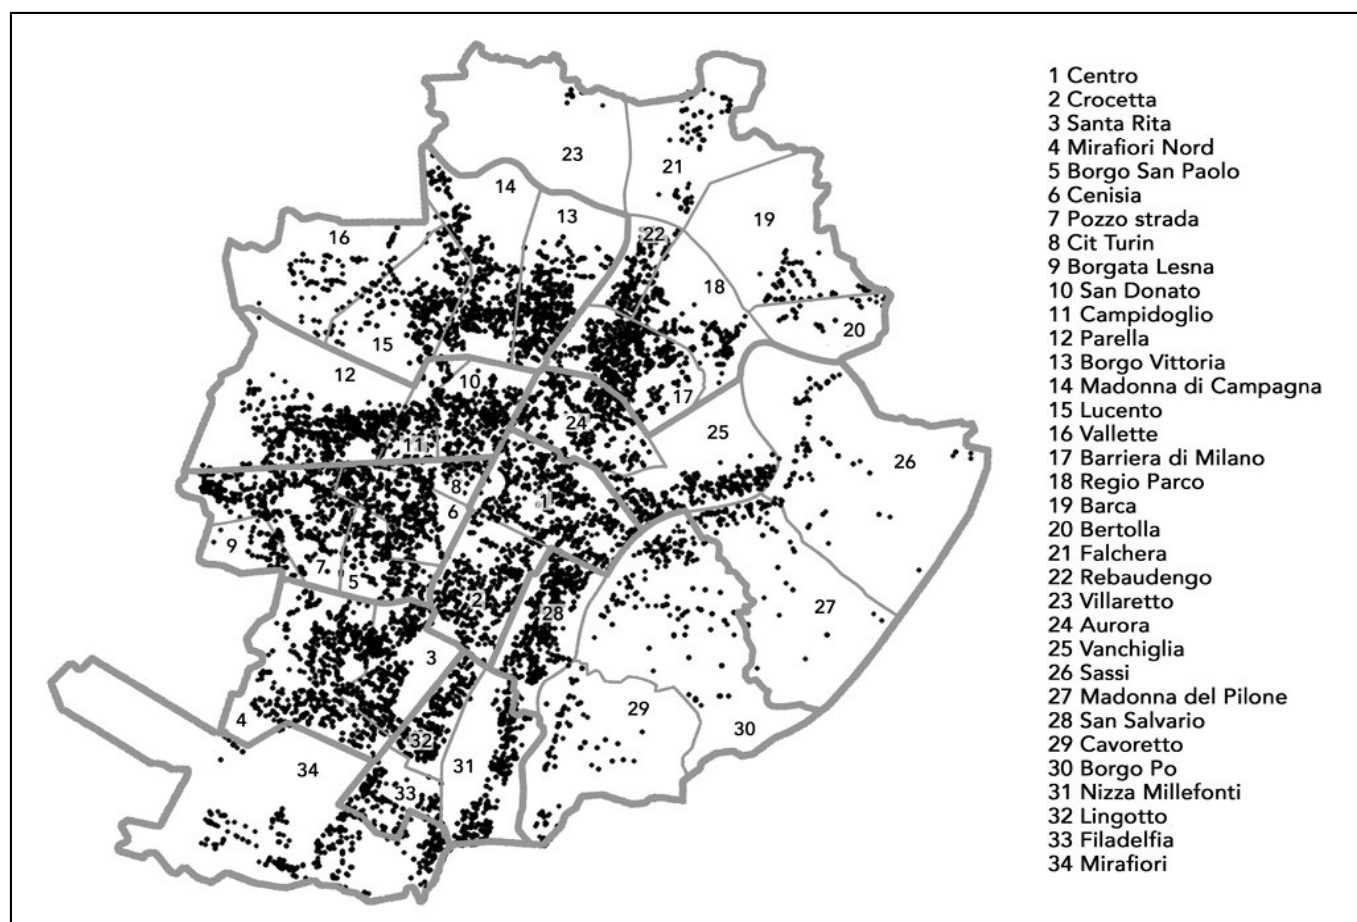 23
21
14
19
13
16
22
18
20
15
12
10
17
24
25
11
26
8
1
6
9
7
5
2
28
27
3
29
4
30
32
31
34
33
1 Centro
2 Crocetta
3 Santa Rita
4 Mirafiori Nord
5 Borgo San Paolo
6 Cenisia
7 Pozzo strada
8 Cit Turin
9 Borgata Lesna
10 San Donato
11 Campidoglio
12 Parella
13 Borgo Vittoria
14 Madonna di Campagna
15 Lucento
16 Vallette
17 Barriera di Milano
18 Regio Parco
19 Barca
20 Bertolla
21 Falchera
22 Rebaudengo
23 Villaretto
24 Aurora
25 Vanchiglia
26 Sassi
27 Madonna del Pilone
28 San Salvario
29 Cavoretto
30 Borgo Po
31 Nizza Millefonti
32 Lingotto
33 Filadelfia
34 Mirafiori